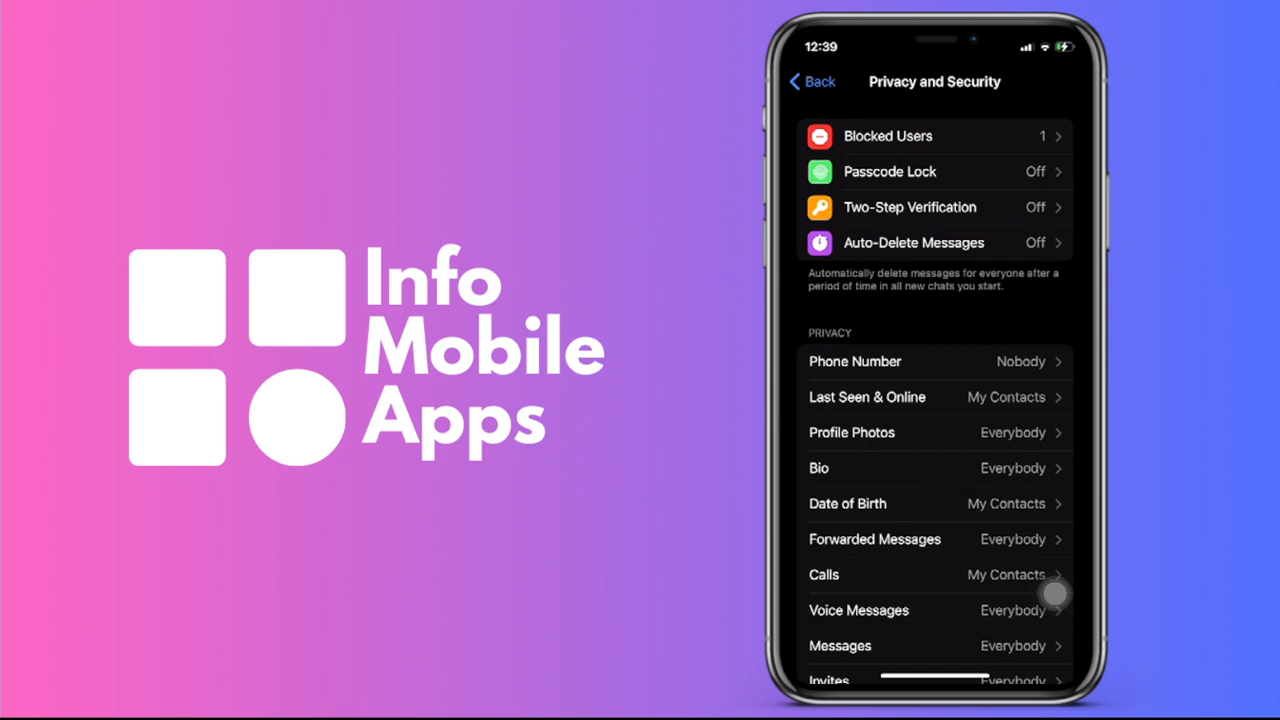 Info
Mobile
Apps
12:39
Back Privacy and Security
Blocked Users 1
Passcode Lock Off
Two-Step Verification Off
Auto-Delete Messages Off
Automatically delete messages for everyone after a
period of time in all new chats you start.
PRIVACY
Phone Number Nobody
Last Seen & Online My Contacts
Profile Photos Everybody
Bio Everybody
Date of Birth My Contacts
Forwarded Messages Everybody
Calls My Contacts
Voice Messages Everybody
Messages Everybody
Invites Everybody